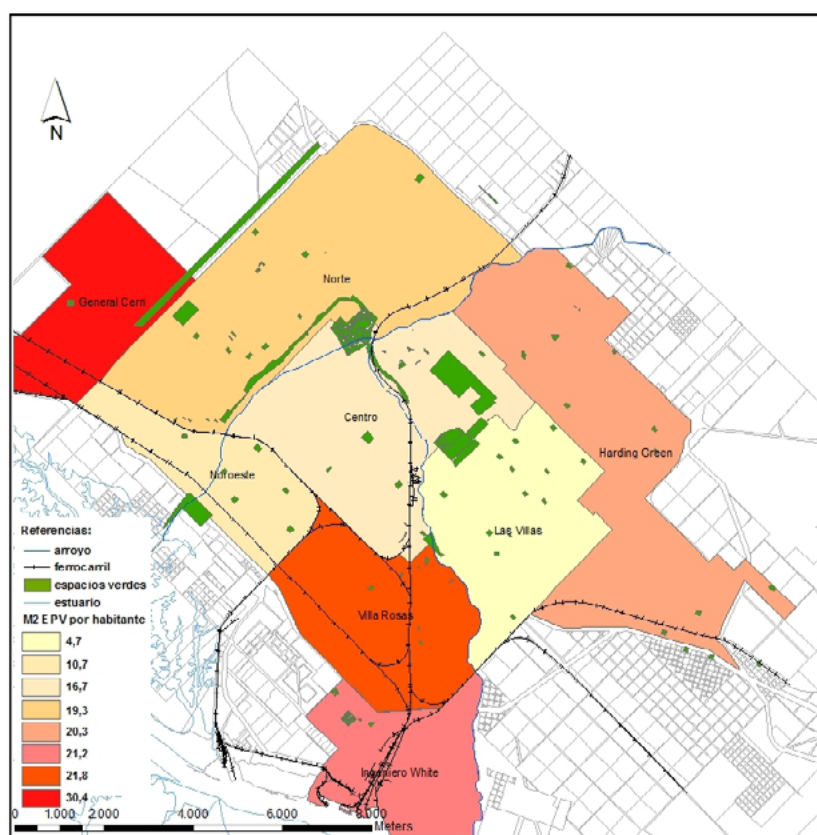 N
General Cerri
Norte
Centro
Harding Green
Noroeste
Las Villas
Villa Rosas
Ingeniero White
Referencias:
arroyo
ferrocarril
espacios verdes
estuario
M2 EPV por habitante
4,7
10,7
16,7
19,3
20,3
21,2
21,8
30,4
0 1.000 2.000 4.000 6.000 8.000
Meters